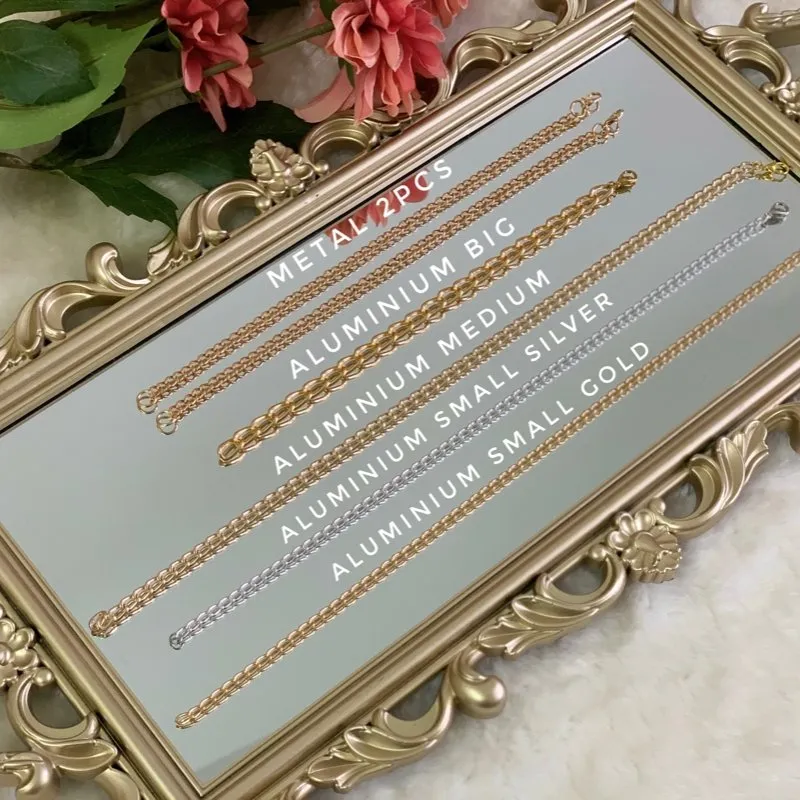 METAL 2PCS
ALUMINIUM BIG
ALUMINIUM MEDIUM
ALUMINIUM SMALL SILVER
ALUMINIUM SMALL GOLD